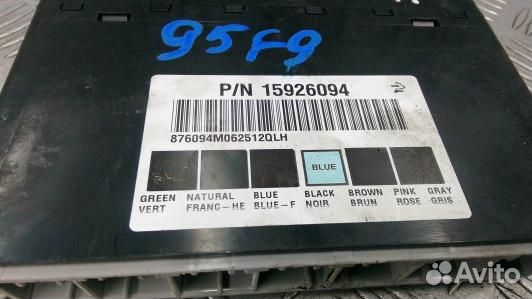 95F9
P/N 15926094
876094M062512QLH
BLUE
GREEN NATURAL BLUE BLACK BROWN PINK GRAY
VERT FRANC-HE BLUE-F NOIR BRUN ROSE GRIS
Avito